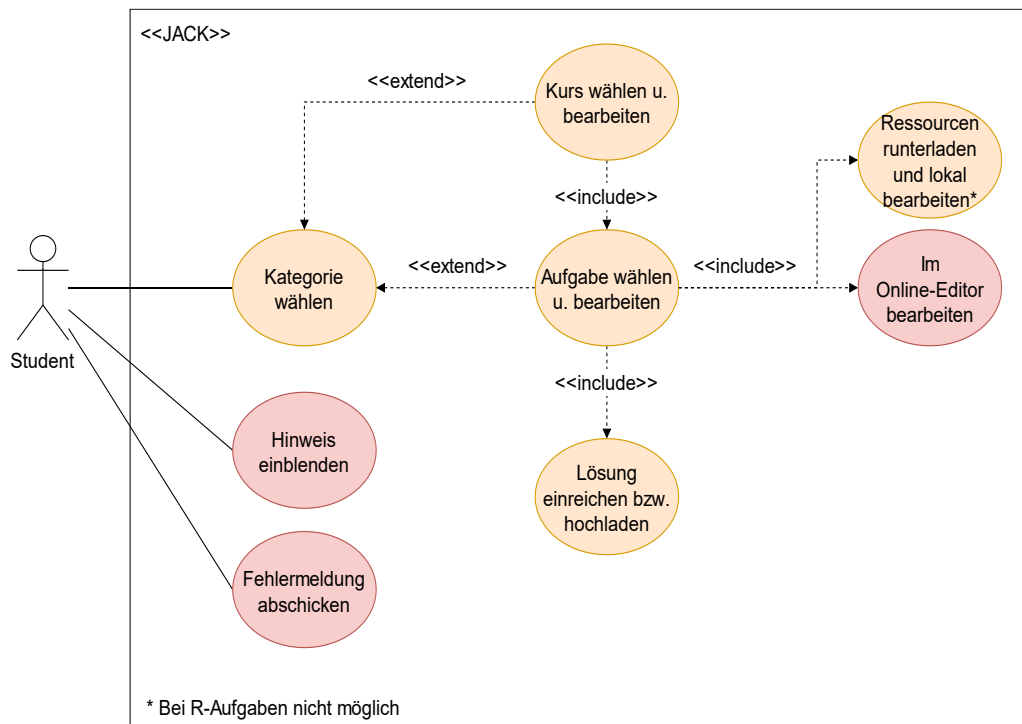 <<JACK>>
<<extend>>
Kurs wählen u.
bearbeiten
Ressourcen
runterladen
und lokal
bearbeiten*
<<include>>
Kategorie
wählen
<<extend>>
Aufgabe wählen
u. bearbeiten
<<include>>
Im
Online-Editor
bearbeiten
Student
<<include>>
Hinweis
einblenden
Lösung
einreichen bzw.
hochladen
Fehlermeldung
abschicken
* Bei R-Aufgaben nicht möglich